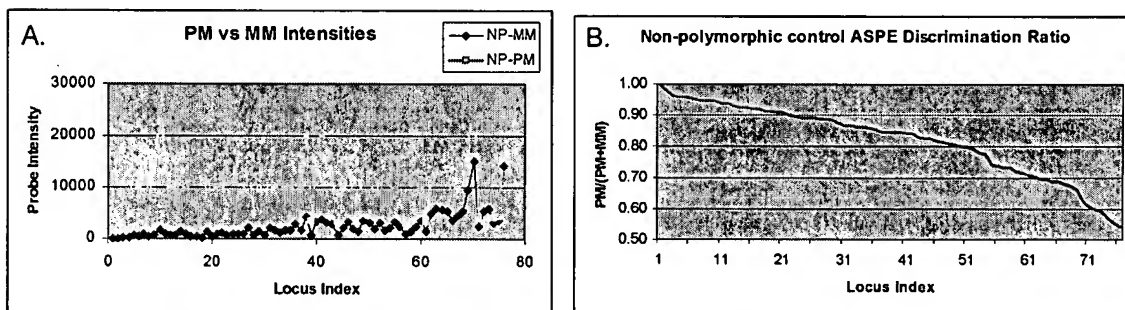 A.
PM vs MM Intensities
NP-MM
NP-PM
30000
20000
10000
0
Probe Intensity
0 20 40 60 80
Locus Index
B.
Non-polymorphic control ASPE Discrimination Ratio
1.00
0.90
0.80
0.70
0.60
0.50
PM/(PM+MM)
1 11 21 31 41 51 61 71
Locus Index